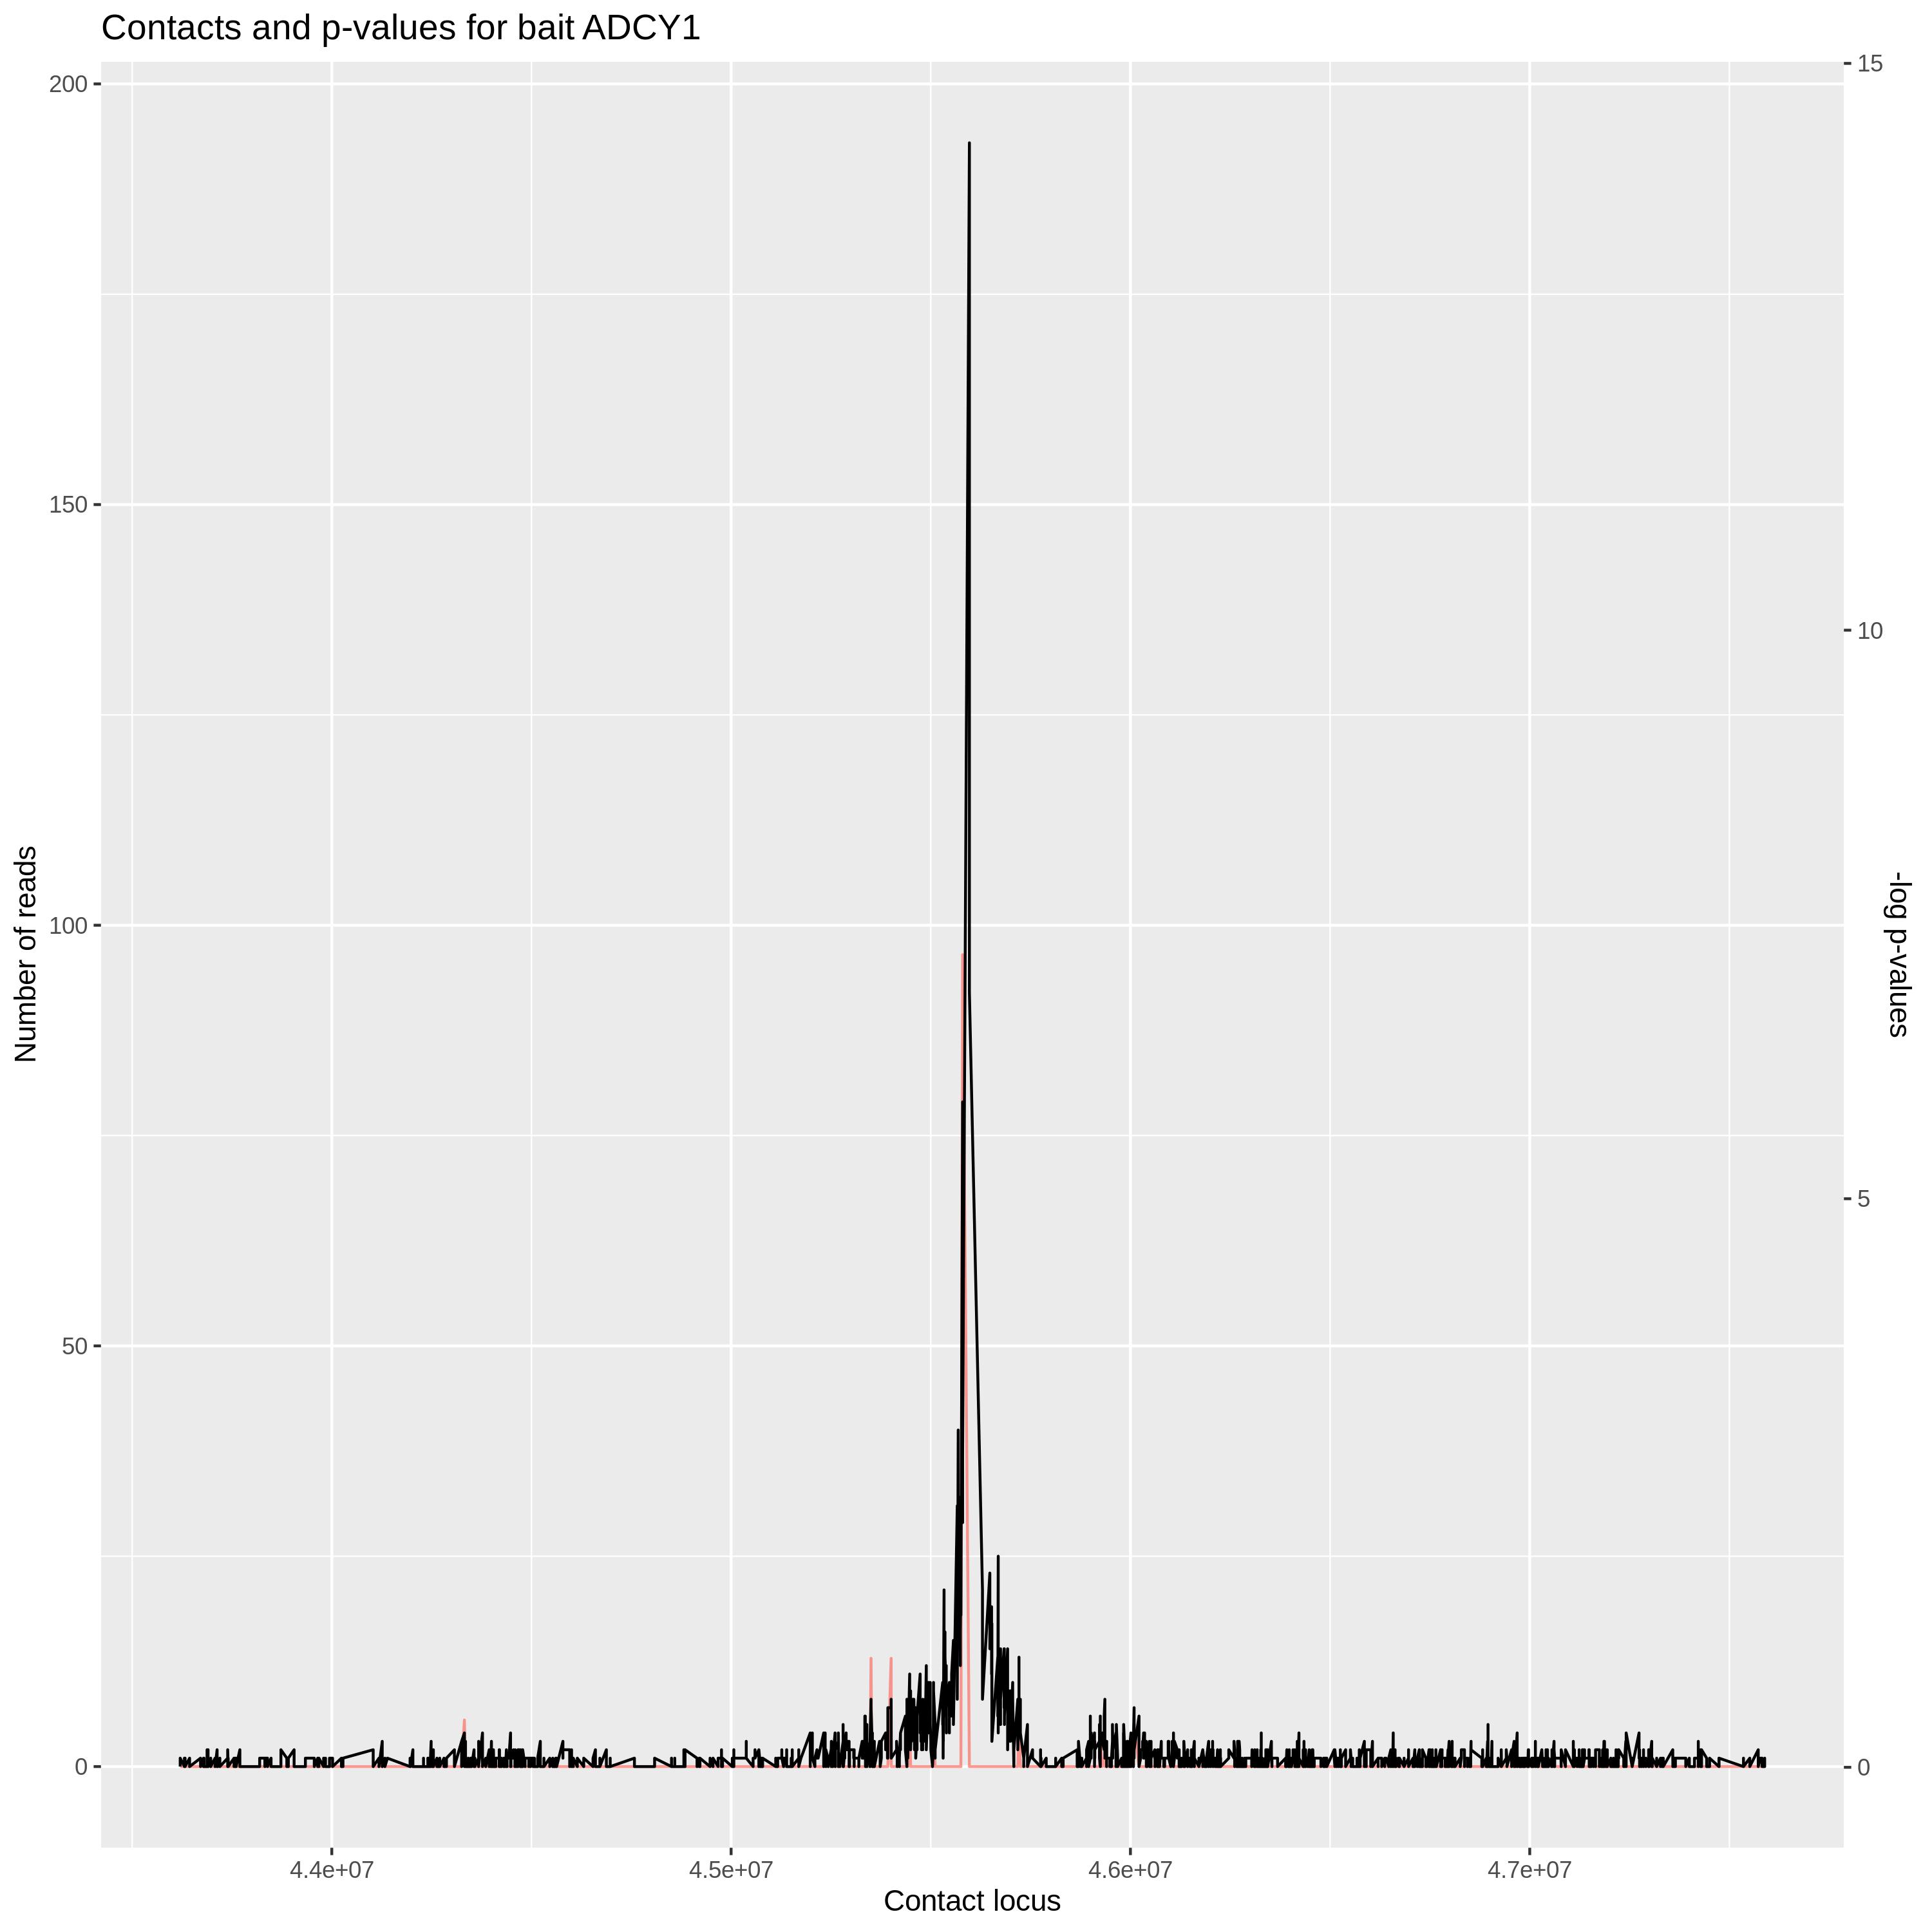 Contacts and p-values for bait ADCY1
200
150
100
50
0
Number of reads
15
10
5
0
-log p-values
4.4e+07
4.5e+07
4.6e+07
4.7e+07
Contact locus